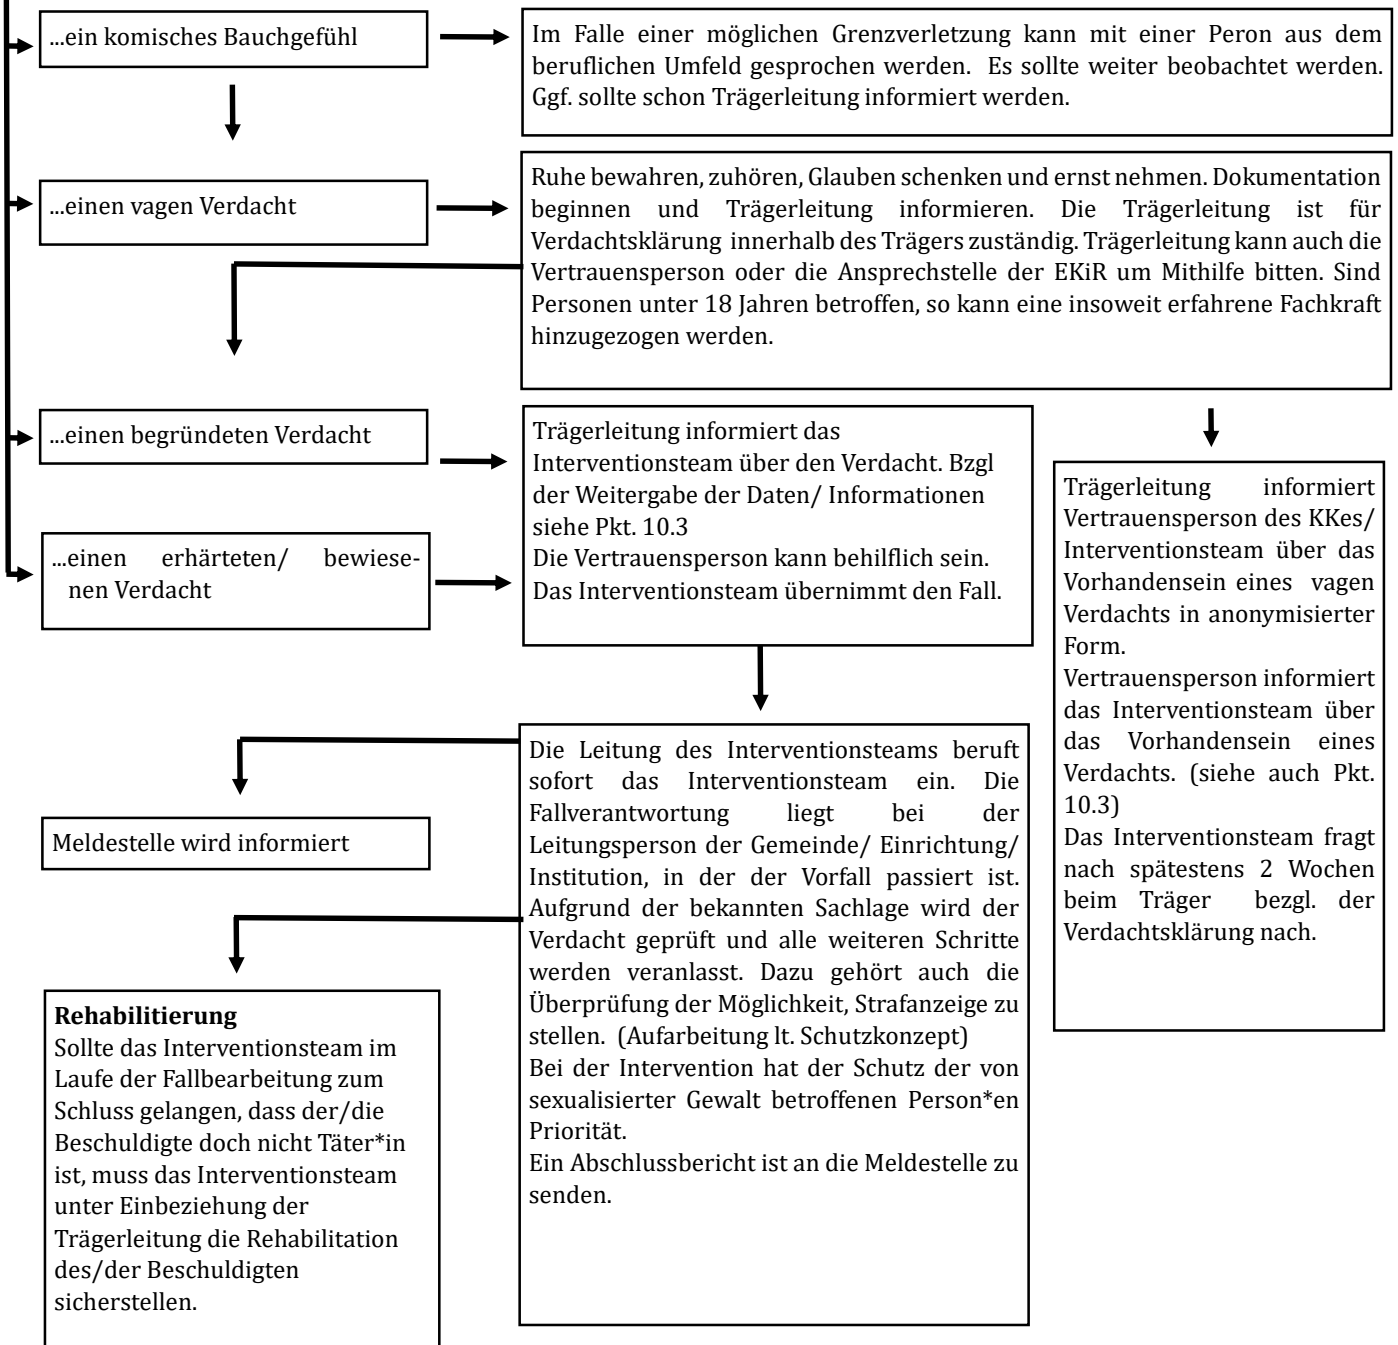 ...ein komisches Bauchgefühl
Im Falle einer möglichen Grenzverletzung kann mit einer Peron aus dem
beruflichen Umfeld gesprochen werden. Es sollte weiter beobachtet werden.
Ggf. sollte schon Trägerleitung informiert werden.
...einen vagen Verdacht
Ruhe bewahren, zuhören, Glauben schenken und ernst nehmen. Dokumentation
beginnen und Trägerleitung informieren. Die Trägerleitung ist für
Verdachtsklärung innerhalb des Trägers zuständig. Trägerleitung kann auch die
Vertrauensperson oder die Ansprechstelle der EKiR um Mithilfe bitten. Sind
Personen unter 18 Jahren betroffen, so kann eine insoweit erfahrene Fachkraft
hinzugezogen werden.
...einen begründeten Verdacht
...einen erhärteten/ bewiese-
nen Verdacht
Trägerleitung informiert das
Interventionsteam über den Verdacht. Bzgl
der Weitergabe der Daten/ Informationen
siehe Pkt. 10.3
Die Vertrauensperson kann behilflich sein.
Das Interventionsteam übernimmt den Fall.
Trägerleitung informiert
Vertrauensperson des KKes/
Interventionsteam über das
Vorhandensein eines vagen
Verdachts in anonymisierter
Form.
Vertrauensperson informiert
das Interventionsteam über
das Vorhandensein eines
Verdachts. (siehe auch Pkt.
10.3)
Das Interventionsteam fragt
nach spätestens 2 Wochen
beim Träger bezgl. der
Verdachtsklärung nach.
Meldestelle wird informiert
Die Leitung des Interventionsteams beruft
sofort das Interventionsteam ein. Die
Fallverantwortung liegt bei der
Leitungsperson der Gemeinde/ Einrichtung/
Institution, in der der Vorfall passiert ist.
Aufgrund der bekannten Sachlage wird der
Verdacht geprüft und alle weiteren Schritte
werden veranlasst. Dazu gehört auch die
Überprüfung der Möglichkeit, Strafanzeige zu
stellen. (Aufarbeitung lt. Schutzkonzept)
Bei der Intervention hat der Schutz der von
sexualisierter Gewalt betroffenen Person*en
Priorität.
Ein Abschlussbericht ist an die Meldestelle zu
senden.
Rehabilitierung
Sollte das Interventionsteam im
Laufe der Fallbearbeitung zum
Schluss gelangen, dass der/die
Beschuldigte doch nicht Täter*in
ist, muss das Interventionsteam
unter Einbeziehung der
Trägerleitung die Rehabilitation
des/der Beschuldigten
sicherstellen.